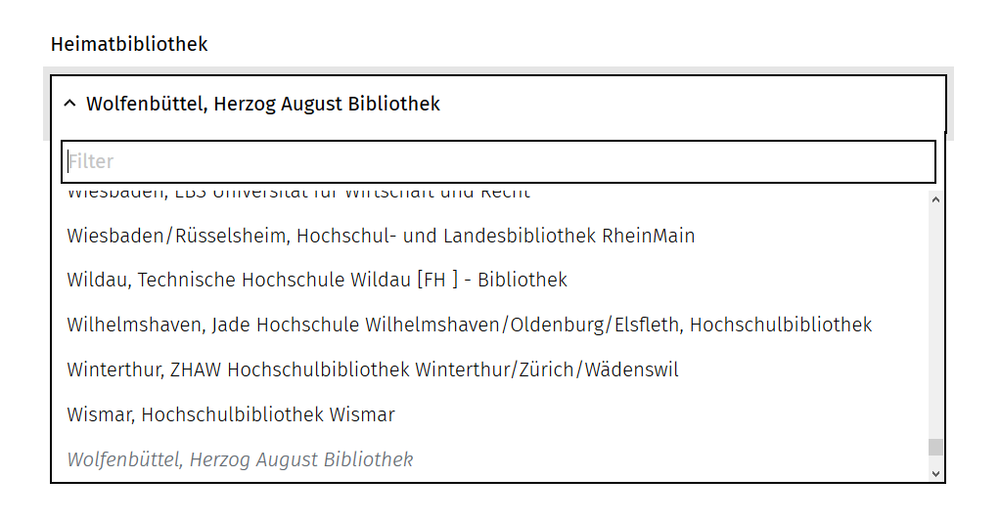 Heimatbibliothek
Wolfenbüttel, Herzog August Bibliothek
Filter
Wiesbaden, EBS Universität für Wirtschaft und Recht
Wiesbaden/Rüsselsheim, Hochschul- und Landesbibliothek RheinMain
Wildau, Technische Hochschule Wildau [FH ] - Bibliothek
Wilhelmshaven, Jade Hochschule Wilhelmshaven/Oldenburg/Elsfleth, Hochschulbibliothek
Winterthur, ZHAW Hochschulbibliothek Winterthur/Zürich/Wädenswil
Wismar, Hochschulbibliothek Wismar
Wolfenbüttel, Herzog August Bibliothek